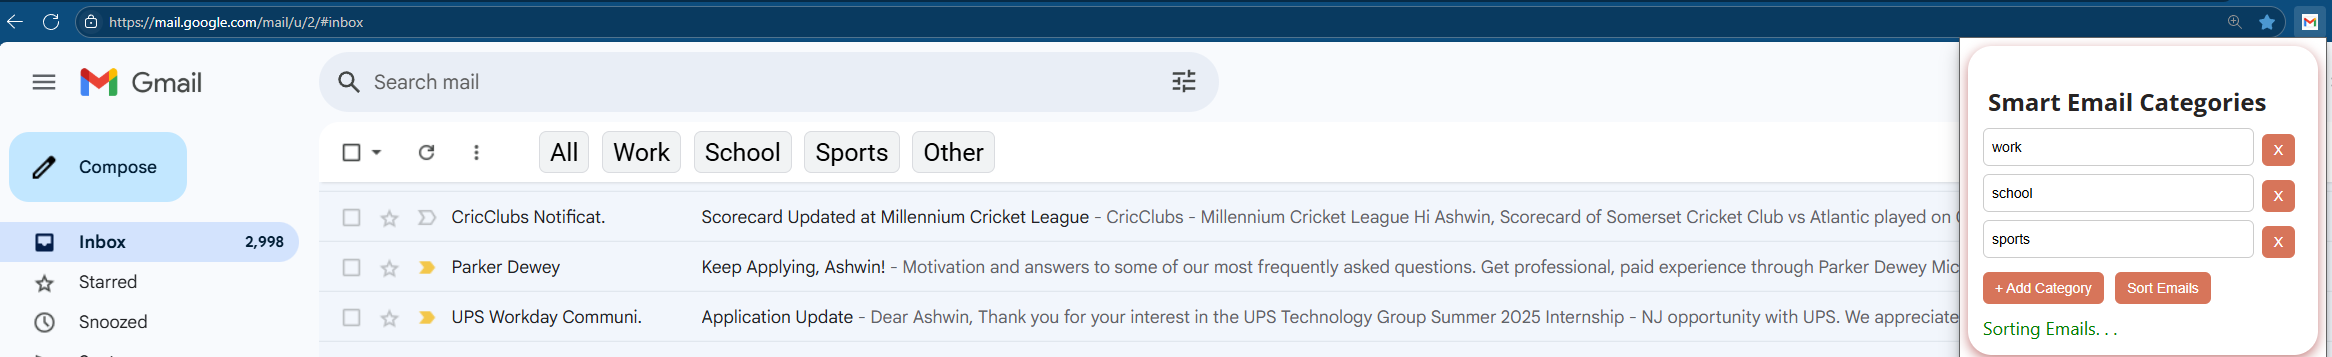 https://mail.google.com/mail/u/2/#inbox
Gmail
Search mail
Smart Email Categories
Compose
All Work School Sports Other
work X
school X
sports X
+ Add Category Sort Emails
Sorting Emails. . .
Inbox 2,998
Starred
Snoozed
CricClubs Notificat. Scorecard Updated at Millennium Cricket League - CricClubs - Millennium Cricket League Hi Ashwin, Scorecard of Somerset Cricket Club vs Atlantic played on
Parker Dewey Keep Applying, Ashwin! - Motivation and answers to some of our most frequently asked questions. Get professional, paid experience through Parker Dewey Mic
UPS Workday Communi. Application Update - Dear Ashwin, Thank you for your interest in the UPS Technology Group Summer 2025 Internship - NJ opportunity with UPS. We appreciate